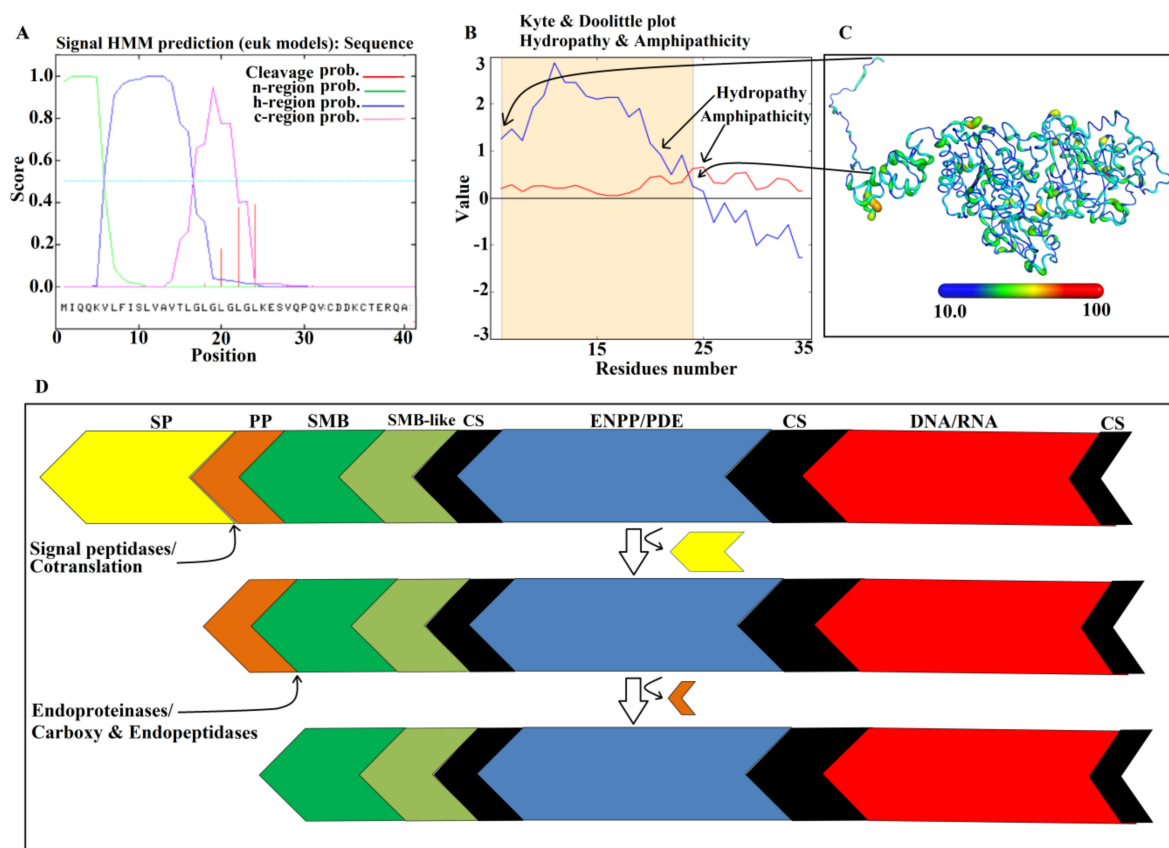 A
Signal HMM prediction (euk models): Sequence
Cleavage prob.
n-region prob.
h-region prob.
c-region prob.
Score
1.0
0.8
0.6
0.4
0.2
0.0
MIQQKVLFISLVAVTLGLGLGLGLKESVQPQVCDDKCTERQA
0
10
20
30
40
Position
B
Kyte & Doolittle plot
Hydropathy & Amphipathicity
Hydropathy
Amphipathicity
Value
3
2
1
0
-1
-2
-3
15
25
35
Residues number
C
10.0
100
D
SP
PP
SMB
SMB-like
CS
ENPP/PDE
CS
DNA/RNA
CS
Signal peptidases/
Cotranslation
Endoproteinases/
Carboxy & Endopeptidases